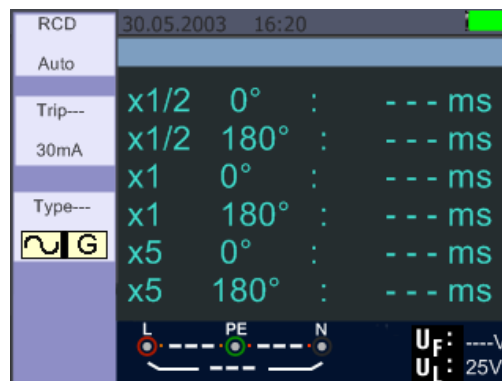 RCD
Auto
Trip---
30mA
Type---
G
30.05.2003 16:20
x1/2 0° : - - - ms
x1/2 180° : - - - ms
x1 0° : - - - ms
x1 180° : - - - ms
x5 0° : - - - ms
x5 180° : - - - ms
L PE N
UF: ----V
UL: 25V